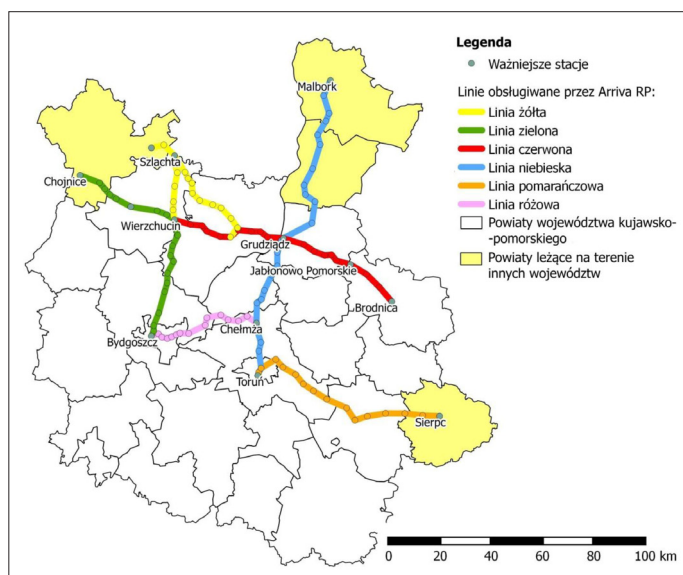 Legenda
Ważniejsze stacje
Linie obsługiwane przez Arriva RP:
Linia żółta
Linia zielona
Linia czerwona
Linia niebieska
Linia pomarańczowa
Linia różowa
Powiaty województwa kujawsko-
-pomorskiego
Powiaty leżące na terenie
innych województw
Malbork
Szlachta
Chojnice
Wierzchucin
Grudziądz
Jabłonowo Pomorskie
Brodnica
Bydgoszcz
Chełmża
Toruń
Sierpc
0 20 40 60 80 100 km